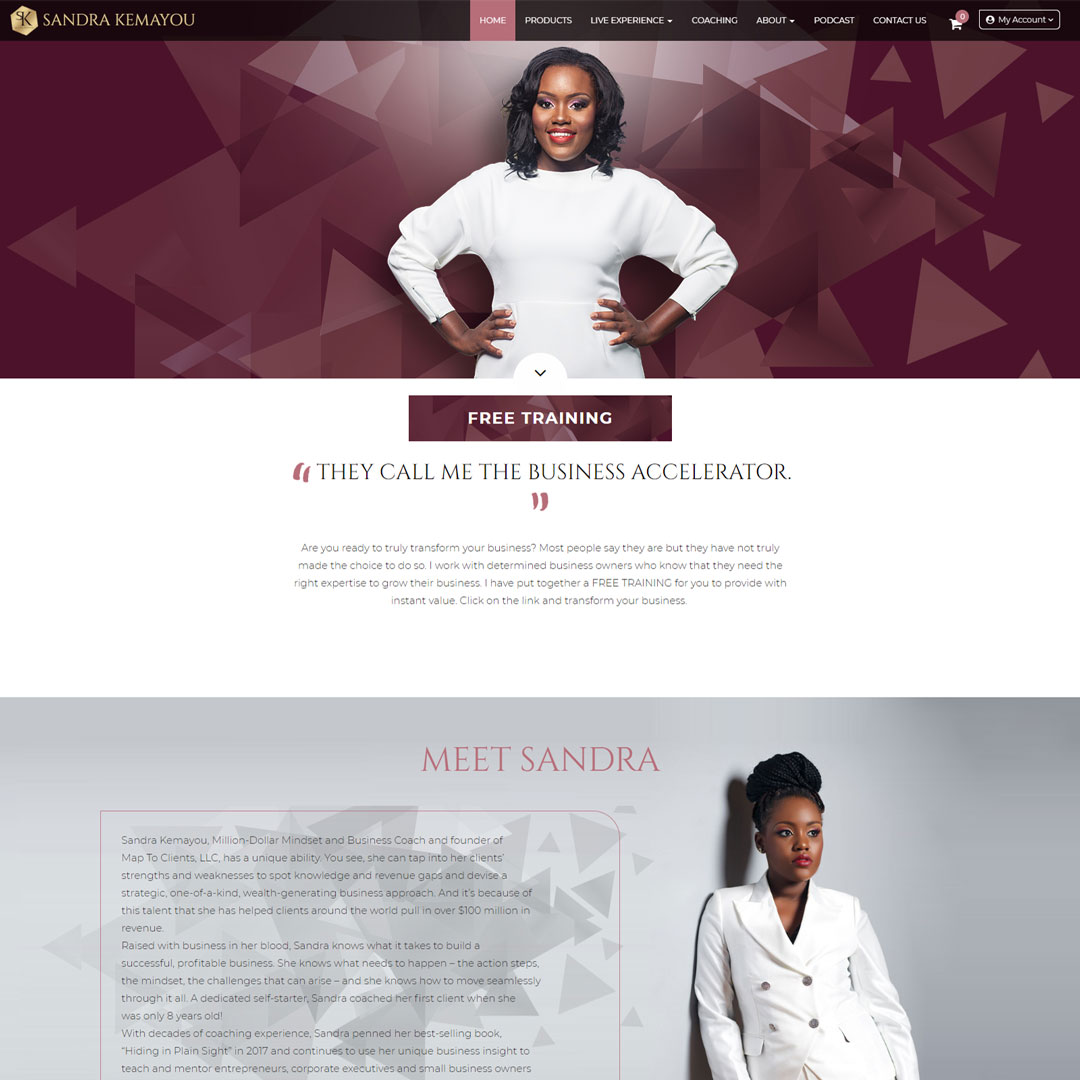 SK SANDRA KEMAYOU
HOME PRODUCTS LIVE EXPERIENCE COACHING ABOUT PODCAST CONTACT US 0 My Account
FREE TRAINING
“ THEY CALL ME THE BUSINESS ACCELERATOR.
”
Are you ready to truly transform your business? Most people say they are but they have not truly
made the choice to do so. I work with determined business owners who know that they need the
right expertise to grow their business. I have put together a FREE TRAINING for you to provide with
instant value. Click on the link and transform your business.
MEET SANDRA
Sandra Kemayou, Million-Dollar Mindset and Business Coach and founder of
Map To Clients, LLC, has a unique ability. You see, she can tap into her clients’
strengths and weaknesses to spot knowledge and revenue gaps and devise a
strategic, one-of-a-kind, wealth-generating business approach. And it’s because of
this talent that she has helped clients around the world pull in over $100 million in
revenue.
Raised with business in her blood, Sandra knows what it takes to build a
successful, profitable business. She knows what needs to happen – the action steps,
the mindset, the challenges that can arise – and she knows how to move seamlessly
through it all. A dedicated self-starter, Sandra coached her first client when she
was only 8 years old!
With decades of coaching experience, Sandra penned her best-selling book,
“Hiding in Plain Sight” in 2017 and continues to use her unique business insight to
teach and mentor entrepreneurs, corporate executives and small business owners